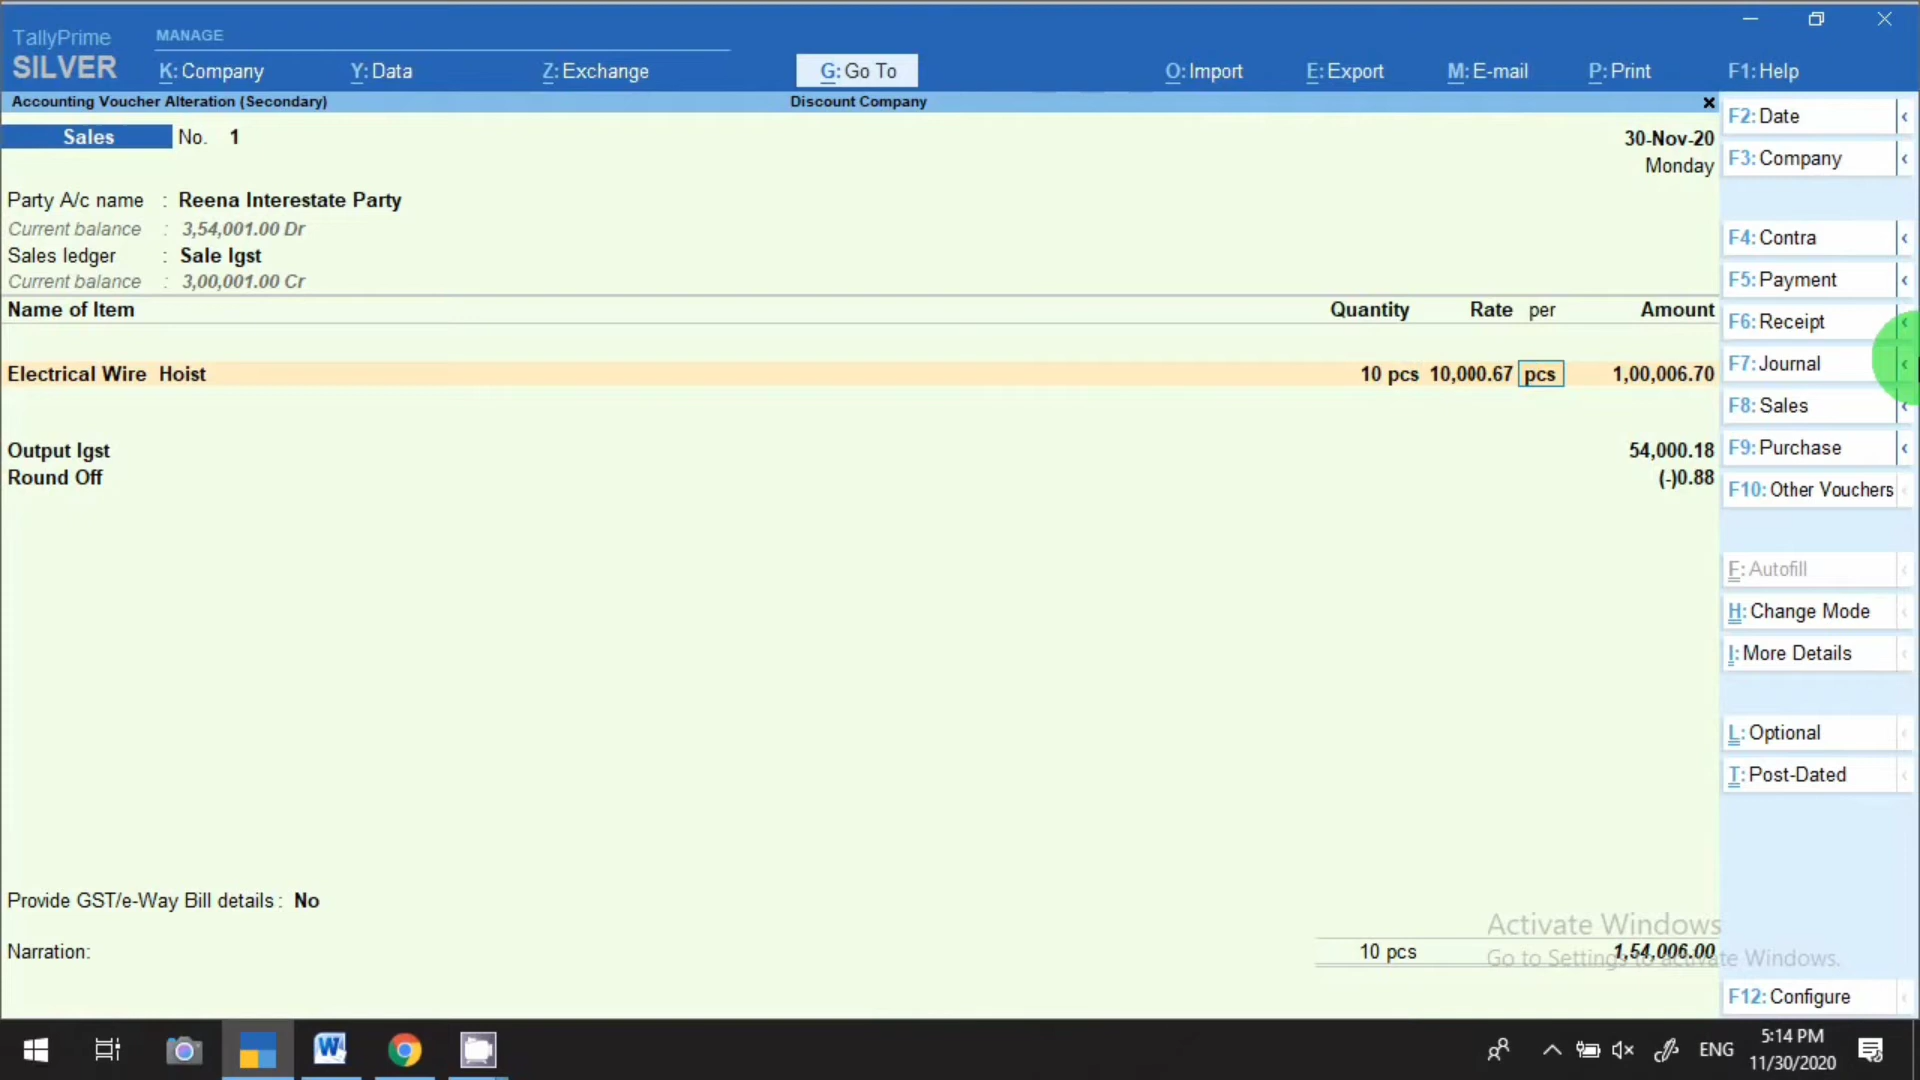 TallyPrime
SILVER
MANAGE
K: Company
Y: Data
Z: Exchange
G: Go To
O: Import
E: Export
M: E-mail
P: Print
F1: Help
Accounting Voucher Alteration (Secondary)
Discount Company
Sales No. 1
30-Nov-20
Monday
Party A/c name : Reena Interestate Party
Current balance : 3,54,001.00 Dr
Sales ledger : Sale Igst
Current balance : 3,00,001.00 Cr
Name of Item Quantity Rate per Amount
Electrical Wire Hoist 10 pcs 10,000.67 pcs 1,00,006.70
Output Igst 54,000.18
Round Off (-)0.88
Provide GST/e-Way Bill details : No
Narration: 10 pcs 1,54,006.00
Activate Windows
Go to Settings to activate Windows.
F2: Date
F3: Company
F4: Contra
F5: Payment
F6: Receipt
F7: Journal
F8: Sales
F9: Purchase
F10: Other Vouchers
F: Autofill
H: Change Mode
I: More Details
L: Optional
T: Post-Dated
F12: Configure
ENG
5:14 PM
11/30/2020